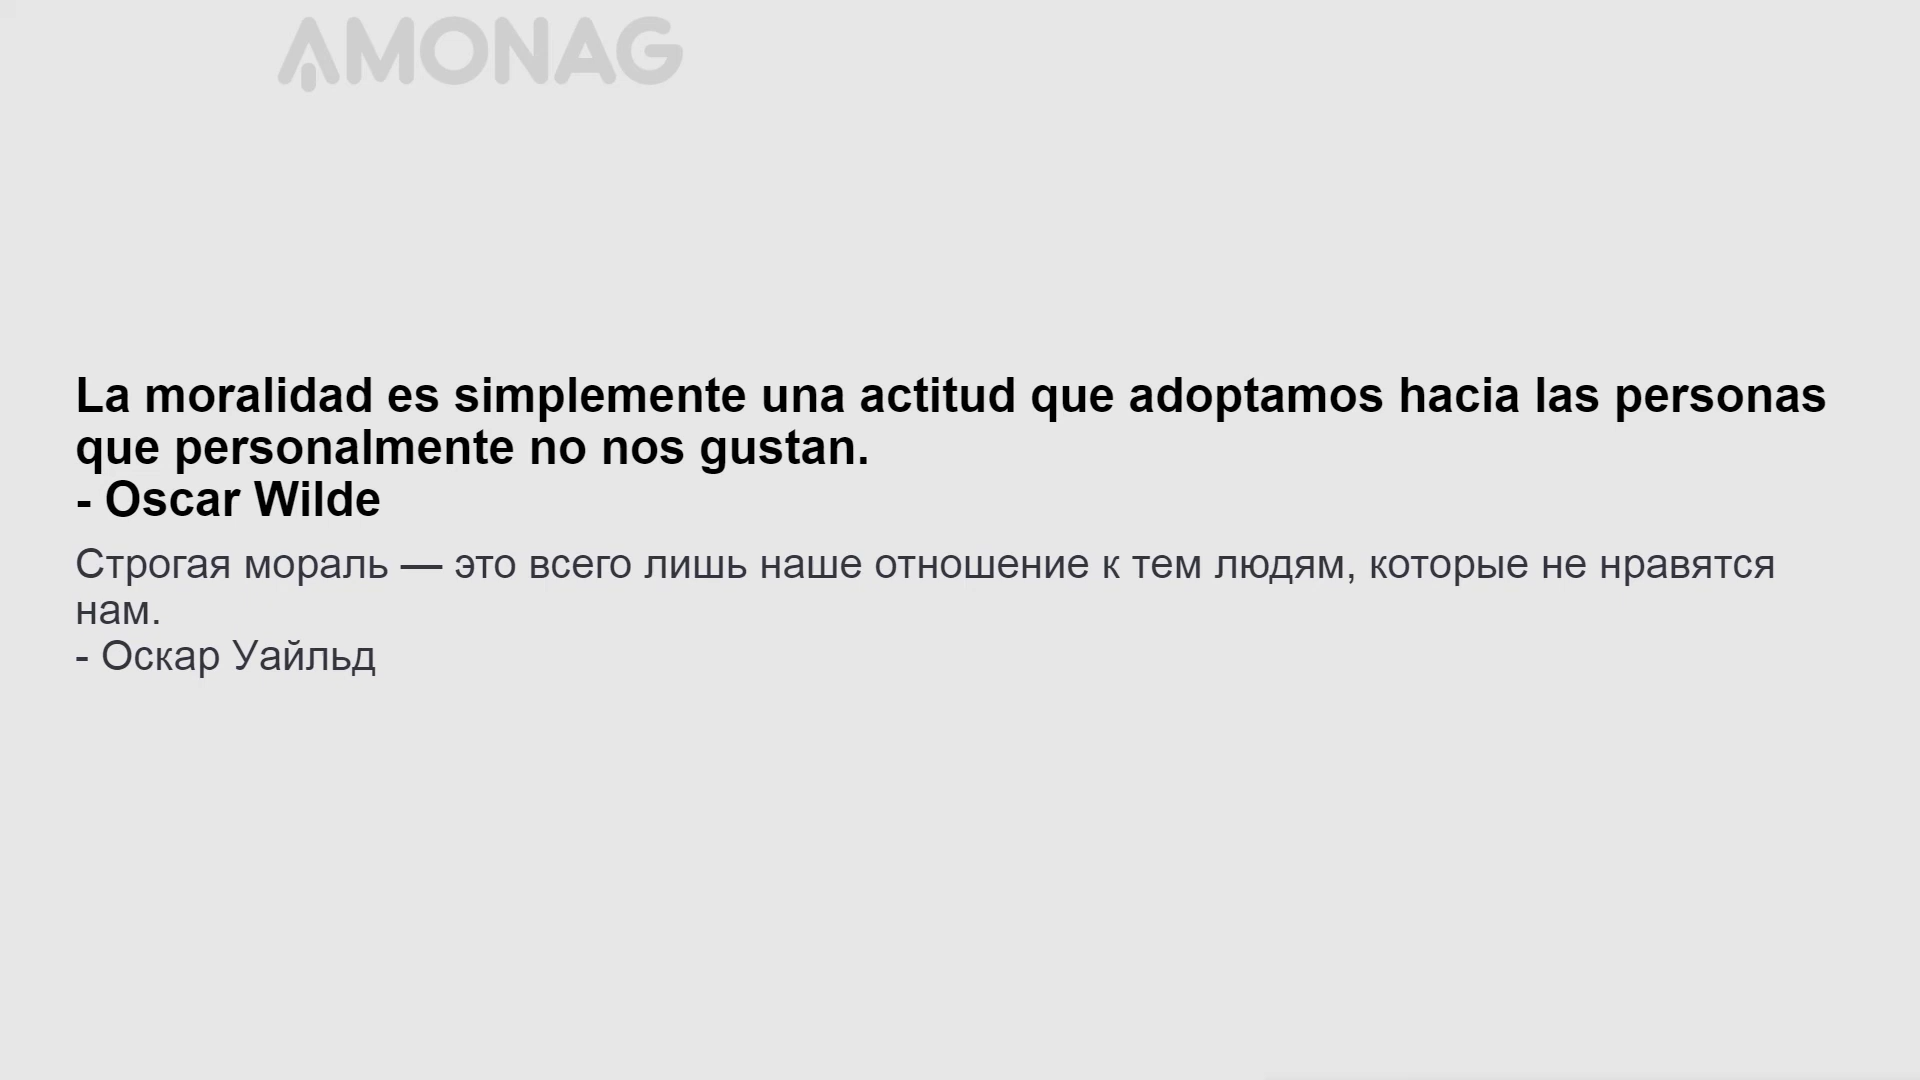 AMONAG
La moralidad es simplemente una actitud que adoptamos hacia las personas
que personalmente no nos gustan.
- Oscar Wilde
Строгая мораль — это всего лишь наше отношение к тем людям, которые не нравятся
нам.
- Оскар Уайльд